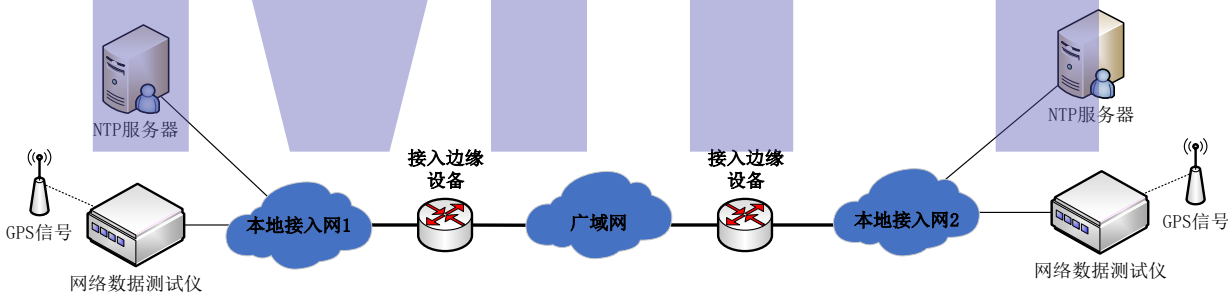 NTP服务器
NTP服务器
接入边缘
设备
接入边缘
设备
本地接入网1
广域网
本地接入网2
GPS信号
GPS信号
网络数据测试仪
网络数据测试仪